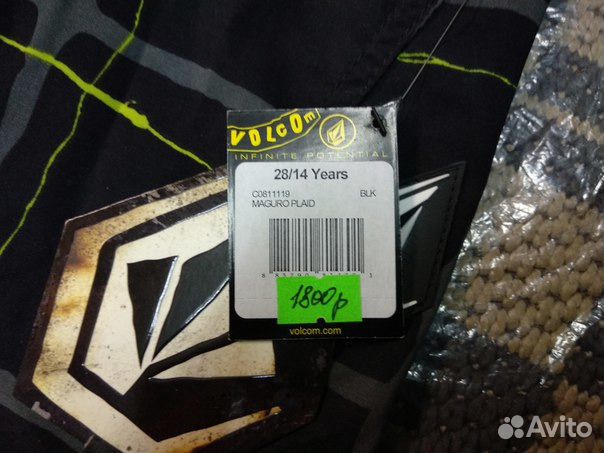 VOLCOM
INFINITE POTENTIAL
28/14 Years
C0811119 BLK
MAGURO PLAID
1800р
volcom.com
Avito